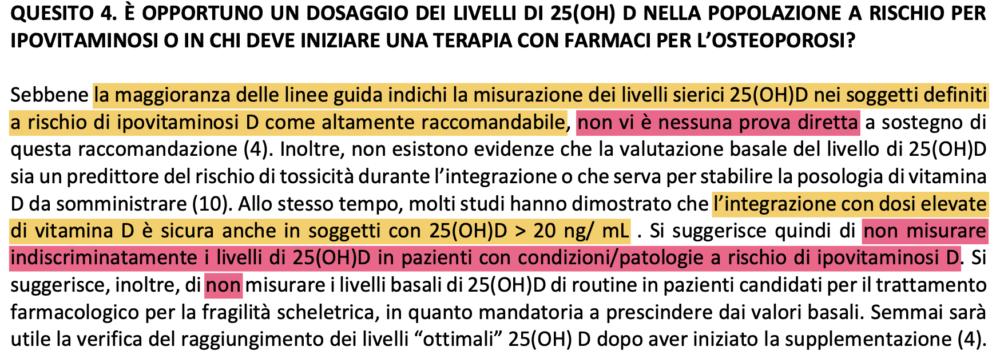 QUESITO 4. È OPPORTUNO UN DOSAGGIO DEI LIVELLI DI 25(OH) D NELLA POPOLAZIONE A RISCHIO PER
IPOVITAMINOSI O IN CHI DEVE INIZIARE UNA TERAPIA CON FARMACI PER L’OSTEOPOROSI?
Sebbene la maggioranza delle linee guida indichi la misurazione dei livelli sierici 25(OH)D nei soggetti definiti
a rischio di ipovitaminosi D come altamente raccomandabile, non vi è nessuna prova diretta a sostegno di
questa raccomandazione (4). Inoltre, non esistono evidenze che la valutazione basale del livello di 25(OH)D
sia un predittore del rischio di tossicità durante l’integrazione o che serva per stabilire la posologia di vitamina
D da somministrare (10). Allo stesso tempo, molti studi hanno dimostrato che l’integrazione con dosi elevate
di vitamina D è sicura anche in soggetti con 25(OH)D > 20 ng/ mL . Si suggerisce quindi di non misurare
indiscriminatamente i livelli di 25(OH)D in pazienti con condizioni/patologie a rischio di ipovitaminosi D. Si
suggerisce, inoltre, di non misurare i livelli basali di 25(OH)D di routine in pazienti candidati per il trattamento
farmacologico per la fragilità scheletrica, in quanto mandatoria a prescindere dai valori basali. Semmai sarà
utile la verifica del raggiungimento dei livelli “ottimali” 25(OH) D dopo aver iniziato la supplementazione (4).